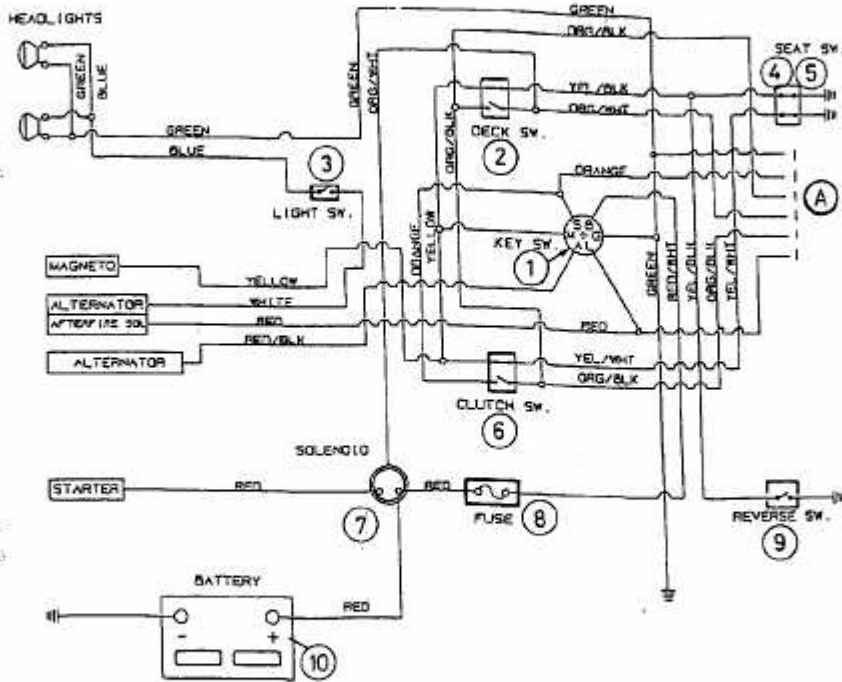 HEADLIGHTS
GREEN
ORG/BLK
SEAT SW.
4
5
GREEN
BLUE
GREEN
ORG/WHT
YEL/BLK
ORG/WHT
GREEN
BLUE
ORG/BLK
DECK SW.
2
3
LIGHT SW.
ORANGE
A
ORANGE
YELLOW
KEY SW.
1
GREEN
RED/WHT
YEL/BLK
ORG/BLK
YEL/WHT
MAGNETO
YELLOW
ALTERNATOR
WHITE
AFTERFIRE SOL
RED
RED
RED/BLK
ALTERNATOR
YEL/WHT
ORG/BLK
CLUTCH SW.
6
SOLENOID
STARTER
RED
RED
7
FUSE
8
REVERSE SW.
9
BATTERY
RED
-
+
10